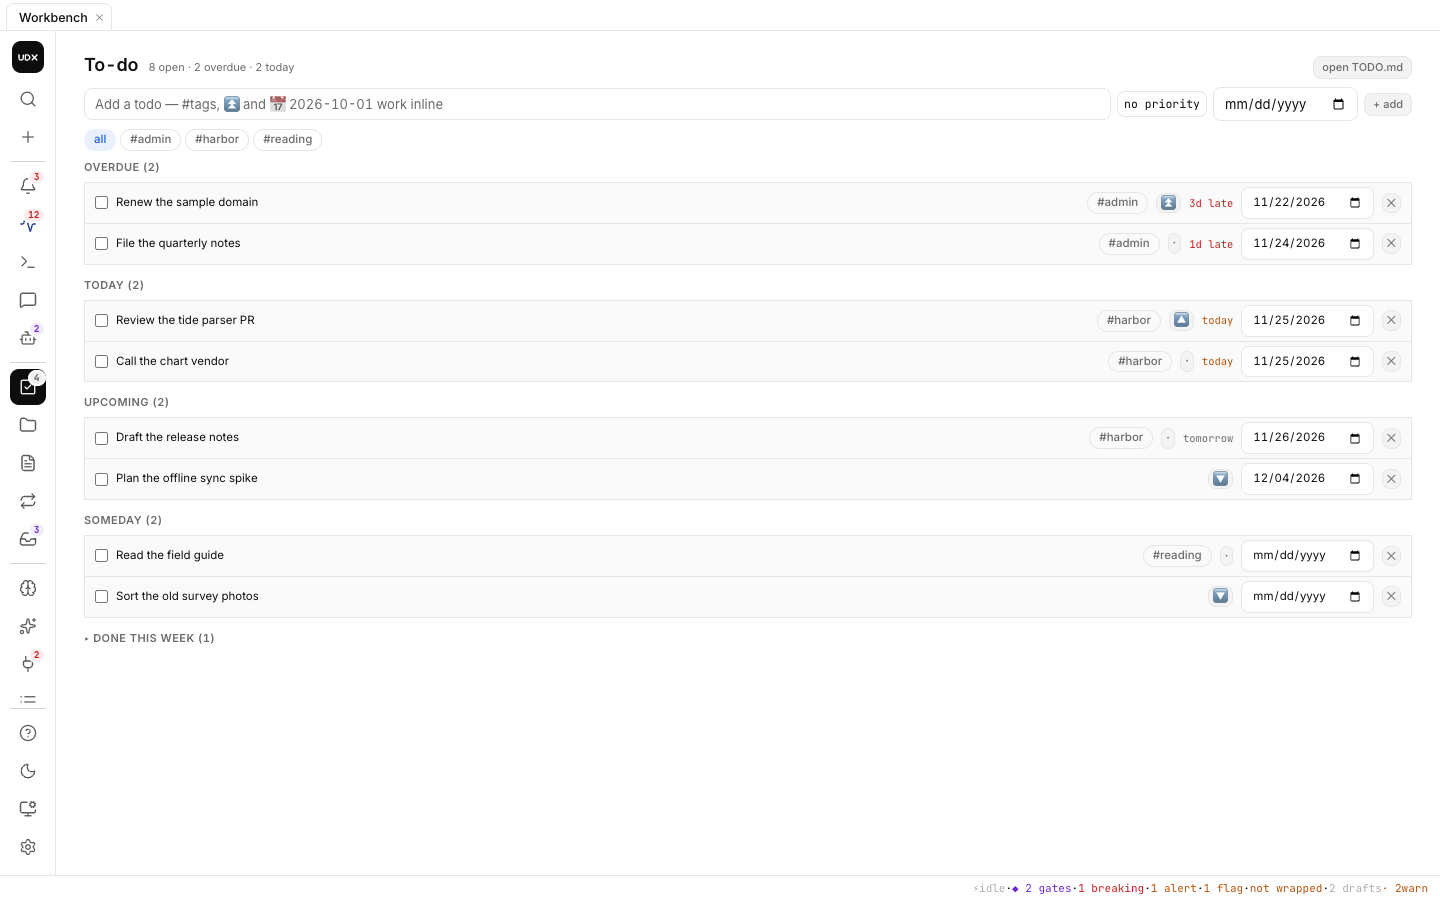 Workbench ×
UDX
To-do 8 open · 2 overdue · 2 today
open TODO.md
Add a todo — #tags, ⏫ and 📅 2026-10-01 work inline
no priority
mm/dd/yyyy
+ add
all #admin #harbor #reading
OVERDUE (2)
Renew the sample domain #admin ⏫ 3d late 11/22/2026 ×
File the quarterly notes #admin · 1d late 11/24/2026 ×
TODAY (2)
Review the tide parser PR #harbor 🔼 today 11/25/2026 ×
Call the chart vendor #harbor · today 11/25/2026 ×
UPCOMING (2)
Draft the release notes #harbor · tomorrow 11/26/2026 ×
Plan the offline sync spike 🔽 12/04/2026 ×
SOMEDAY (2)
Read the field guide #reading · mm/dd/yyyy ×
Sort the old survey photos 🔽 mm/dd/yyyy ×
▸ DONE THIS WEEK (1)
3
12
2
4
3
2
⚡idle·◆ 2 gates·1 breaking·1 alert·1 flag·not wrapped·2 drafts· 2warn